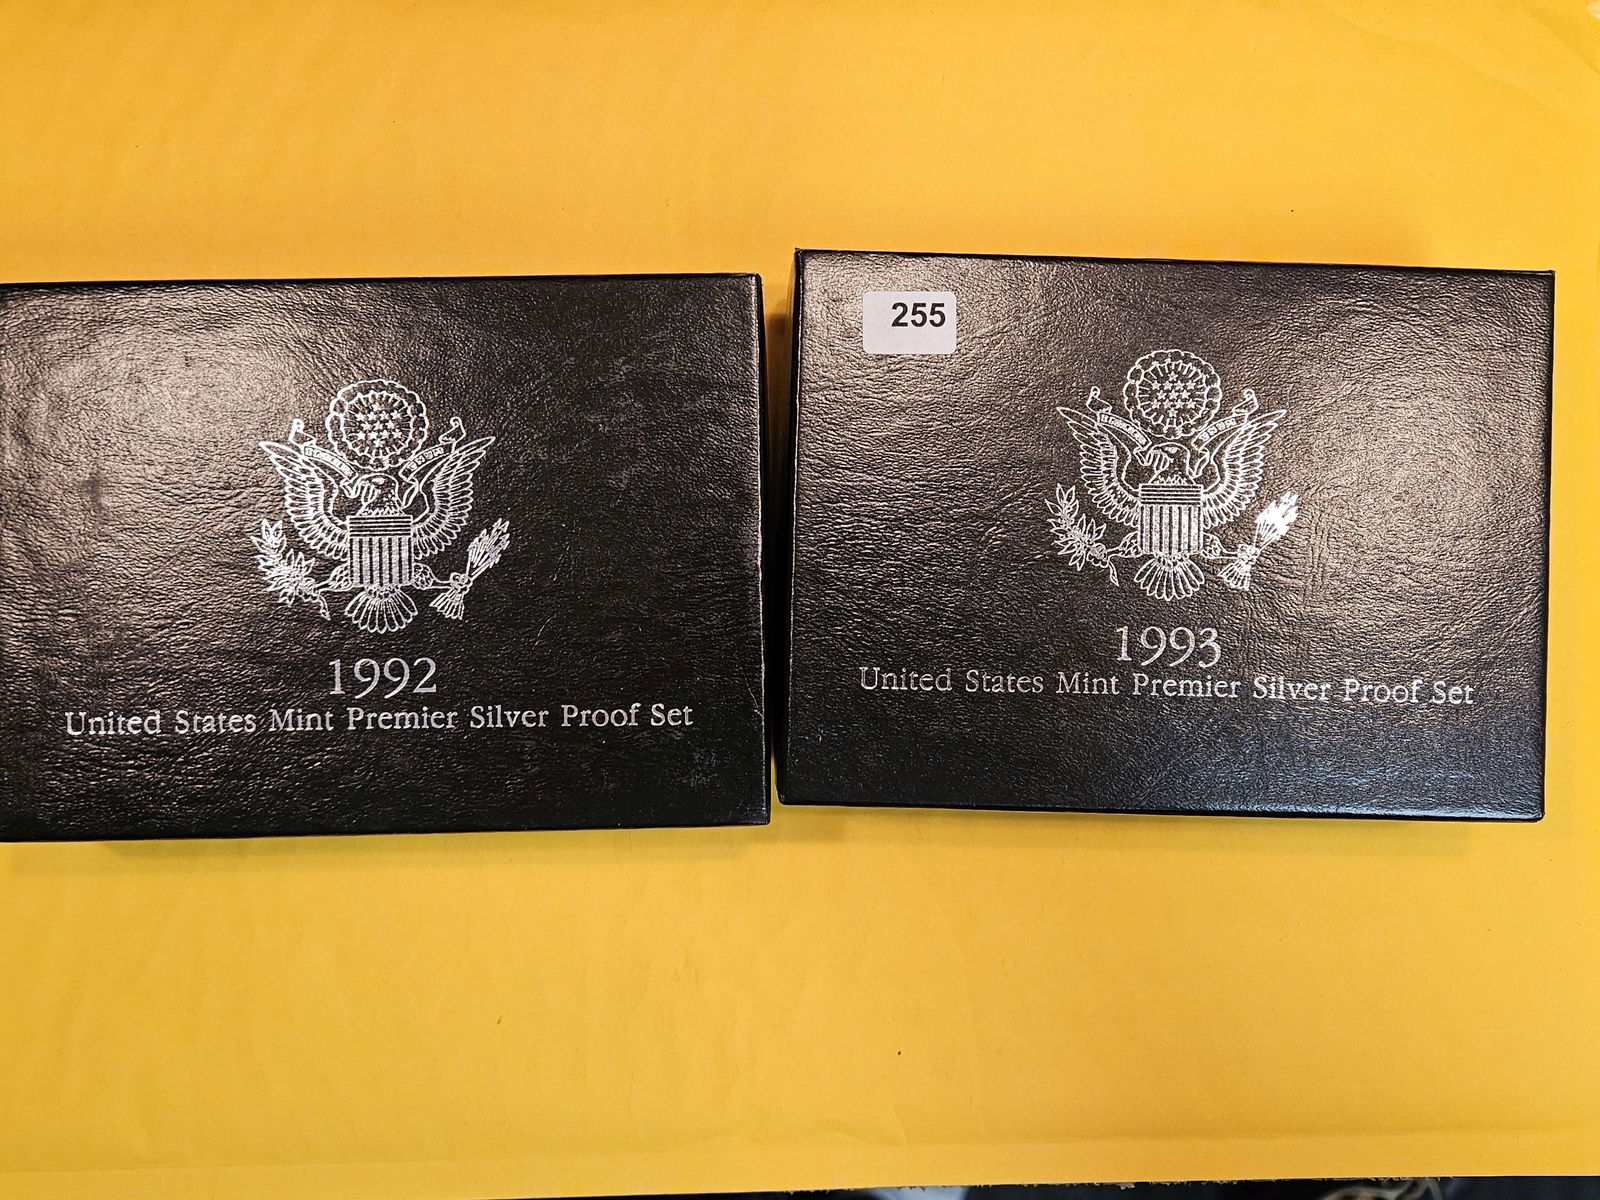 1992
United States Mint Premier Silver Proof Set
255
1993
United States Mint Premier Silver Proof Set